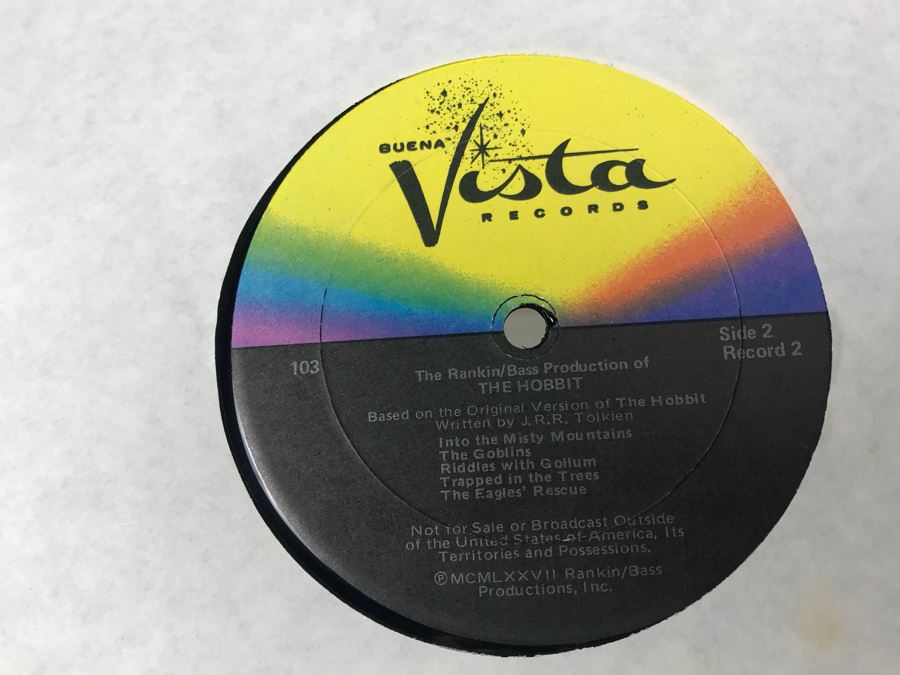 BUENA
Vista
RECORDS
Side 2
Record 2
103
The Rankin/Bass Production of
THE HOBBIT
Based on the Original Version of The Hobbit
Written by J.R.R. Tolkien
Into the Misty Mountains
The Goblins
Riddles with Gollum
Trapped in the Trees
The Eagles' Rescue
Not for Sale or Broadcast Outside
of the United States of America, Its
Territories and Possessions.
℗MCMLXXVII Rankin/Bass
Productions, Inc.